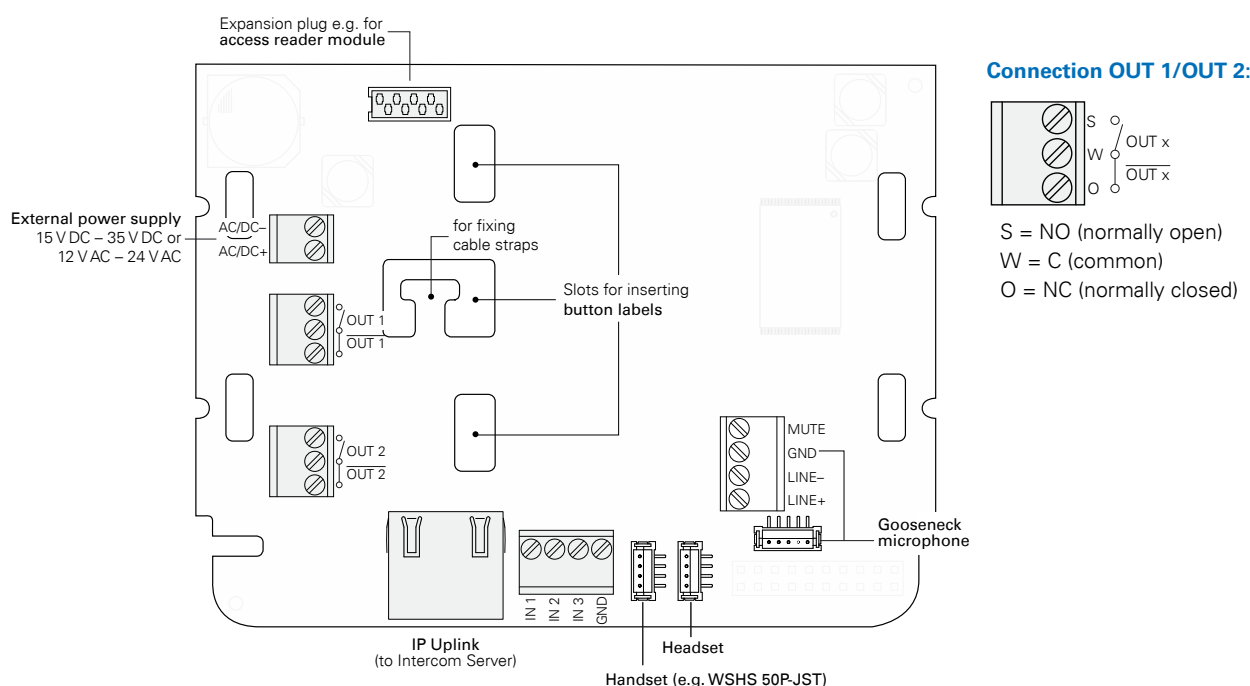 Expansion plug e.g. for
access reader module
Connection OUT 1/OUT 2:
S
W
O
OUT x
OUT x
S = NO (normally open)
W = C (common)
O = NC (normally closed)
External power supply
15 V DC – 35 V DC or
12 V AC – 24 V AC
AC/DC–
AC/DC+
for fixing
cable straps
Slots for inserting
button labels
OUT 1
OUT 1
OUT 2
OUT 2
MUTE
GND
LINE–
LINE+
Gooseneck
microphone
IN 1
IN 2
IN 3
GND
IP Uplink
(to Intercom Server)
Headset
Handset (e.g. WSHS 50P-JST)